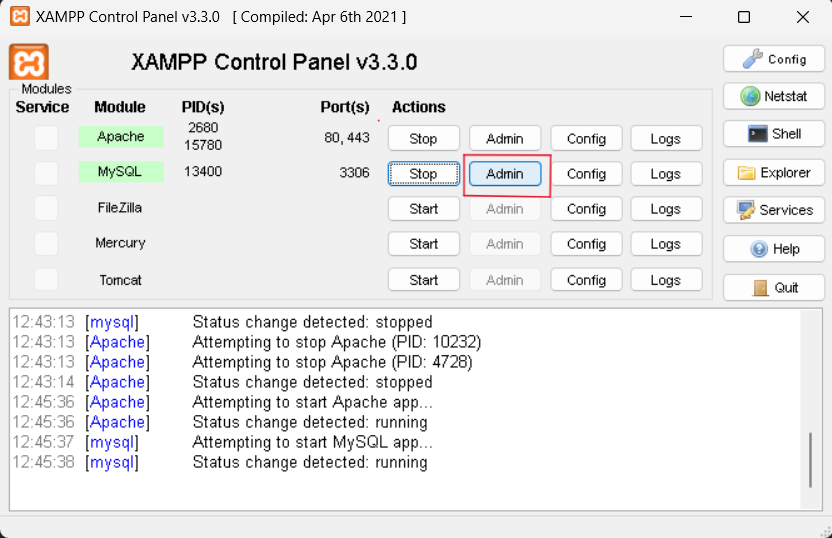 XAMPP Control Panel v3.3.0 [ Compiled: Apr 6th 2021 ]
XAMPP Control Panel v3.3.0
Config
Modules
Service Module PID(s) Port(s) Actions
Netstat
Apache 2680 15780 80, 443 Stop Admin Config Logs
Shell
MySQL 13400 3306 Stop Admin Config Logs
Explorer
FileZilla Start Admin Config Logs
Services
Mercury Start Admin Config Logs
Help
Tomcat Start Admin Config Logs
Quit
12:43:13 [mysql] Status change detected: stopped
12:43:13 [Apache] Attempting to stop Apache (PID: 10232)
12:43:13 [Apache] Attempting to stop Apache (PID: 4728)
12:43:14 [Apache] Status change detected: stopped
12:45:36 [Apache] Attempting to start Apache app...
12:45:36 [Apache] Status change detected: running
12:45:37 [mysql] Attempting to start MySQL app...
12:45:38 [mysql] Status change detected: running